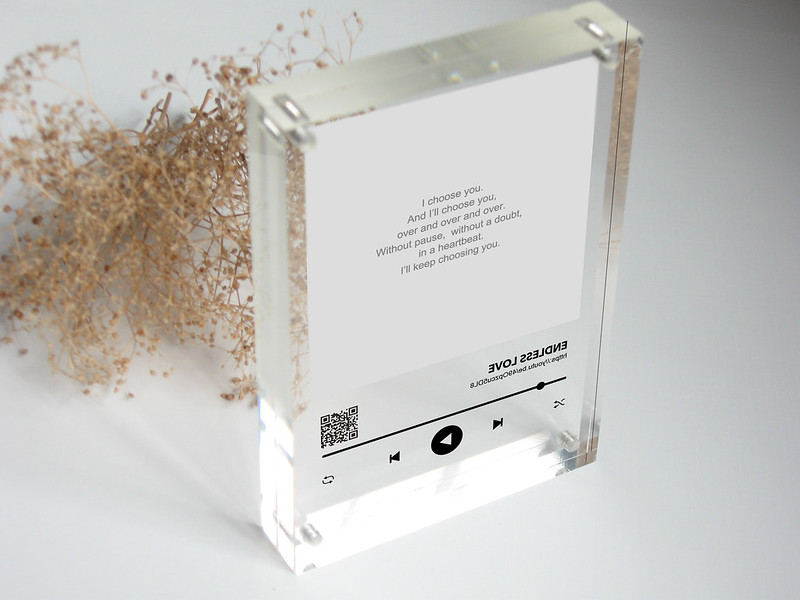 I choose you.
And I'll choose you,
over and over and over.
Without pause, without a doubt,
in a heartbeat.
I'll keep choosing you.
ENDLESS LOVE